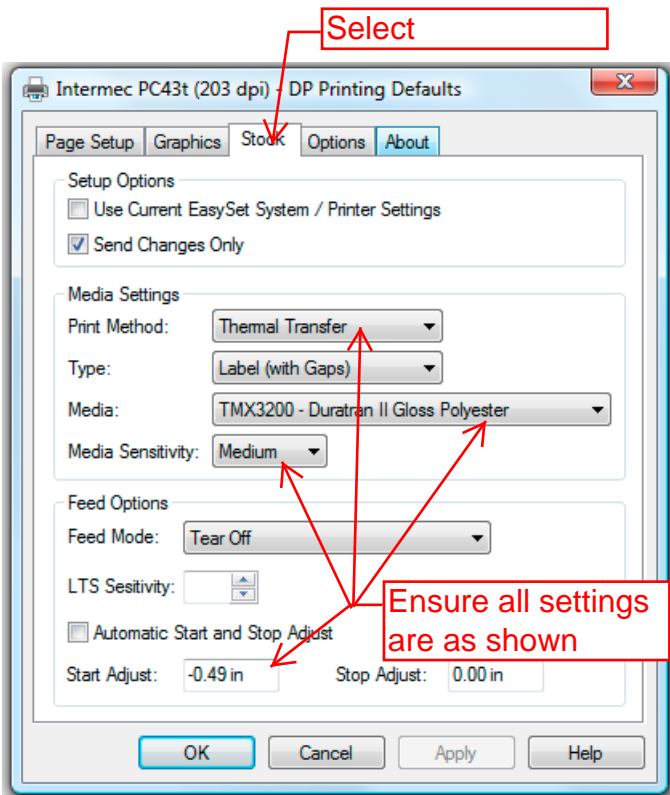 Select
Intermec PC43t (203 dpi) - DP Printing Defaults
Page Setup Graphics Stock Options About
Setup Options
Use Current EasySet System / Printer Settings
Send Changes Only
Media Settings
Print Method: Thermal Transfer
Type: Label (with Gaps)
Media: TMX3200 - Duratran II Gloss Polyester
Media Sensitivity: Medium
Feed Options
Feed Mode: Tear Off
LTS Sesitivity:
Ensure all settings
are as shown
Automatic Start and Stop Adjust
Start Adjust: -0.49 in Stop Adjust: 0.00 in
OK Cancel Apply Help